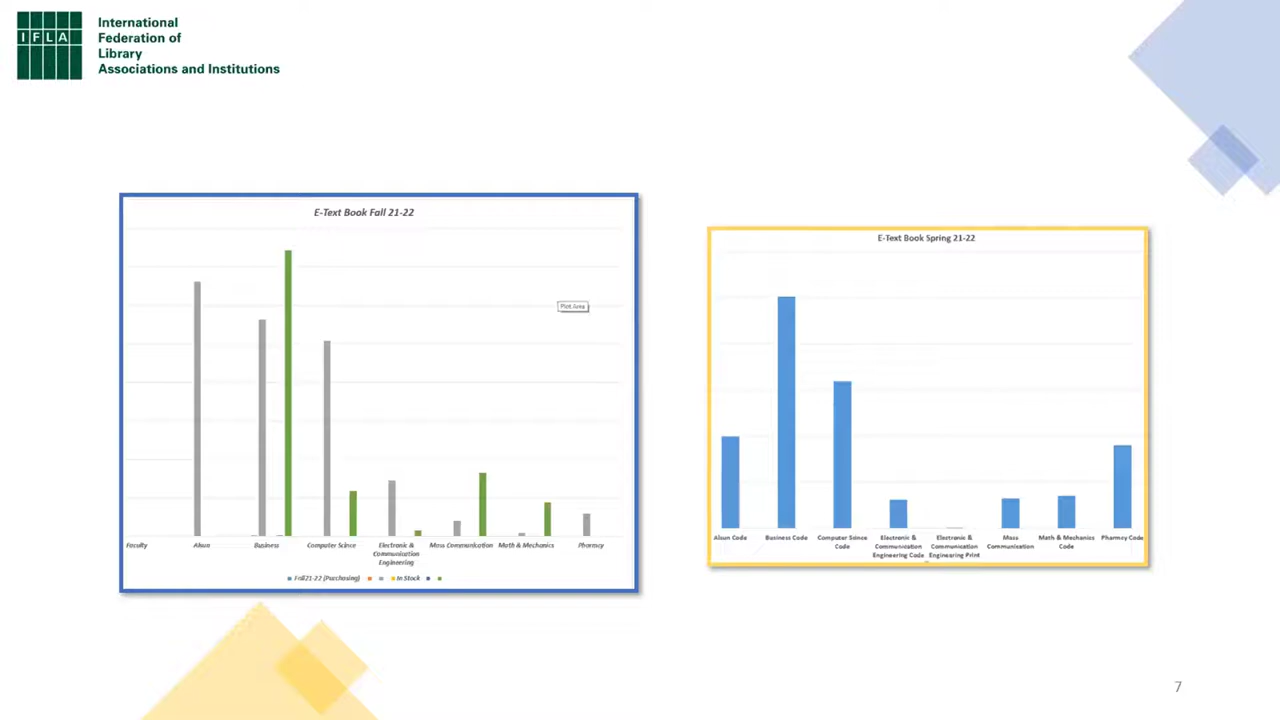 International
Federation of
Library
Associations and Institutions
IFLA
E-Text Book Fall 21-22
Plot Area
Faculty
Alsun
Business
Computer Scince
Electronic &
Communication
Engineering
Mass Communication
Math & Mechanics
Pharmcy
Fall21-22 (Purchasing)
In Stock
E-Text Book Spring 21-22
Alsun Code
Business Code
Computer Scince
Code
Electronic &
Communication
Engineering Code
Electronic &
Communication
Engineering Print
Mass
Communication
Math & Mechanics
Code
Pharmcy Code
7